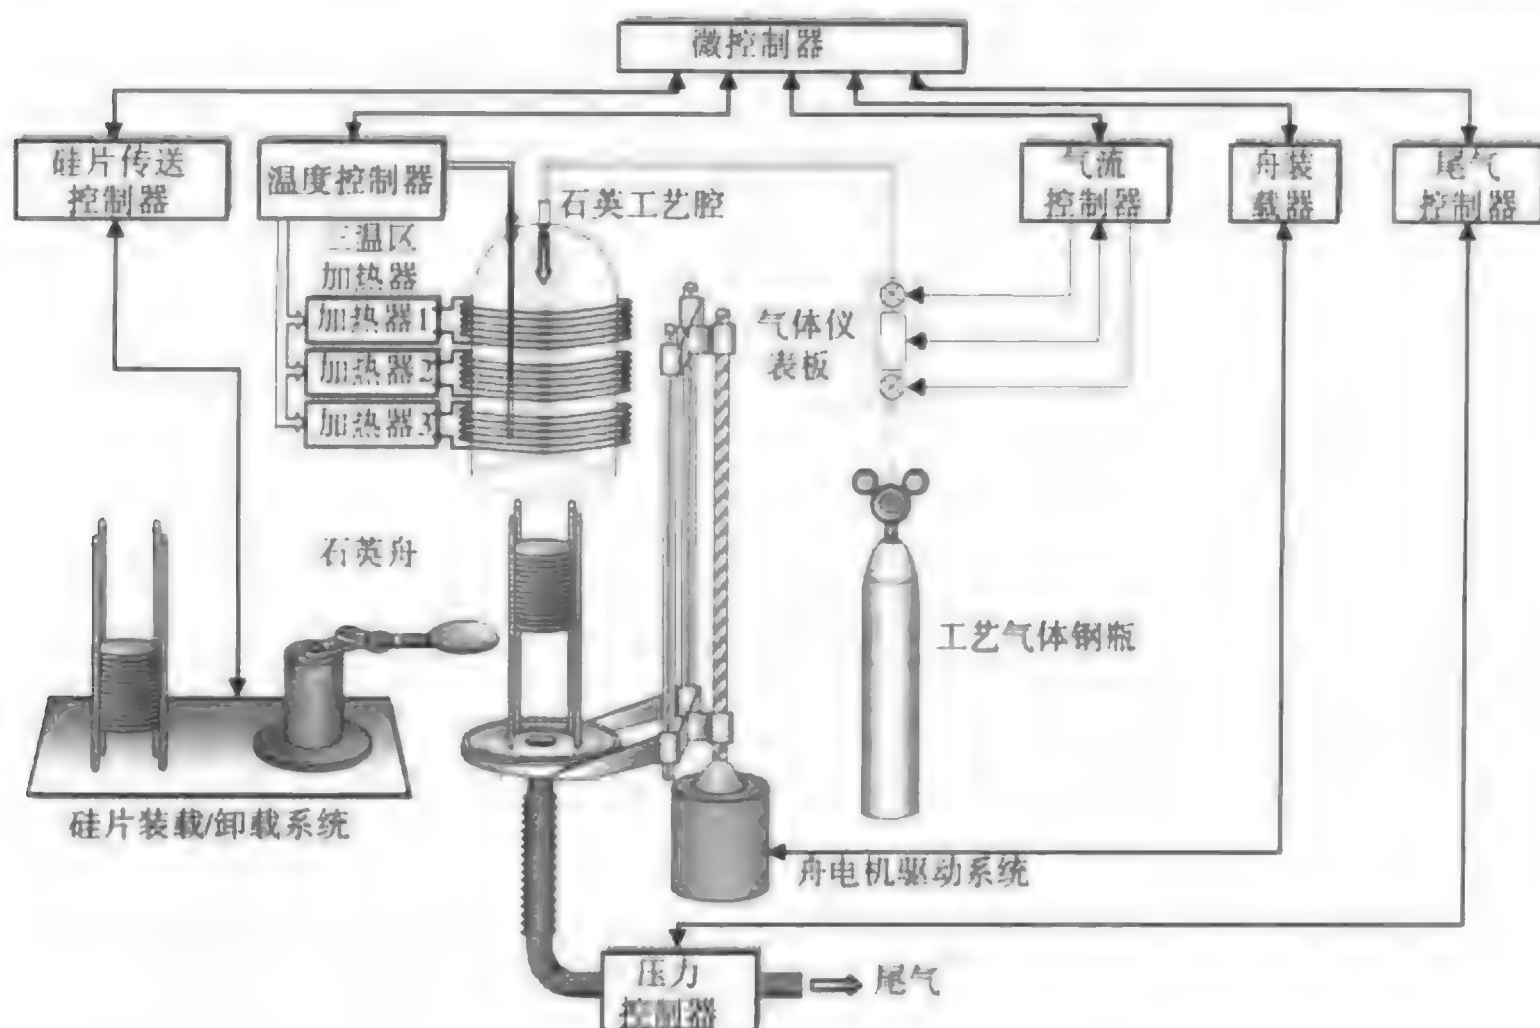 微控制器
硅片传送
控制器
温度控制器
气流
控制器
舟装
载器
尾气
控制器
石英工艺腔
三温区
加热器
加热器1
加热器2
加热器3
气体仪
表板
石英舟
工艺气体钢瓶
硅片装载/卸载系统
舟电机驱动系统
压力
控制器
尾气